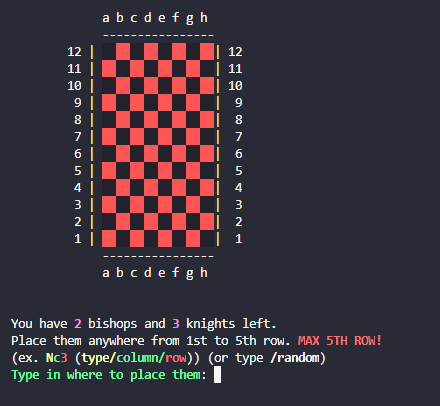 a b c d e f g h
----------------
12 | | 12
11 | | 11
10 | | 10
9 | | 9
8 | | 8
7 | | 7
6 | | 6
5 | | 5
4 | | 4
3 | | 3
2 | | 2
1 | | 1
----------------
a b c d e f g h
You have 2 bishops and 3 knights left.
Place them anywhere from 1st to 5th row. MAX 5TH ROW!
(ex. Nc3 (type/column/row)) (or type /random)
Type in where to place them: